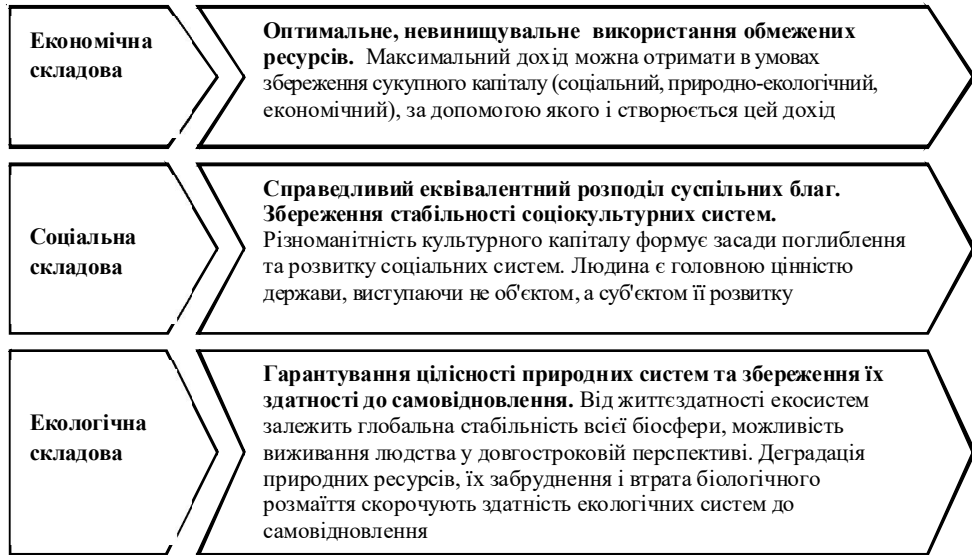 Економічна
складова
Оптимальне, невинищувальне використання обмежених
ресурсів. Максимальний дохід можна отримати в умовах
збереження сукупного капіталу (соціальний, природно-екологічний,
економічний), за допомогою якого і створюється цей дохід
Соціальна
складова
Справедливий еквівалентний розподіл суспільних благ.
Збереження стабільності соціокультурних систем.
Різноманітність культурного капіталу формує засади поглиблення
та розвитку соціальних систем. Людина є головною цінністю
держави, виступаючи не об'єктом, а суб'єктом її розвитку
Екологічна
складова
Гарантування цілісності природних систем та збереження їх
здатності до самовідновлення. Від життєздатності екосистем
залежить глобальна стабільність всієї біосфери, можливість
виживання людства у довгостроковій перспективі. Деградація
природних ресурсів, їх забруднення і втрата біологічного
розмаїття скорочують здатність екологічних систем до
самовідновлення